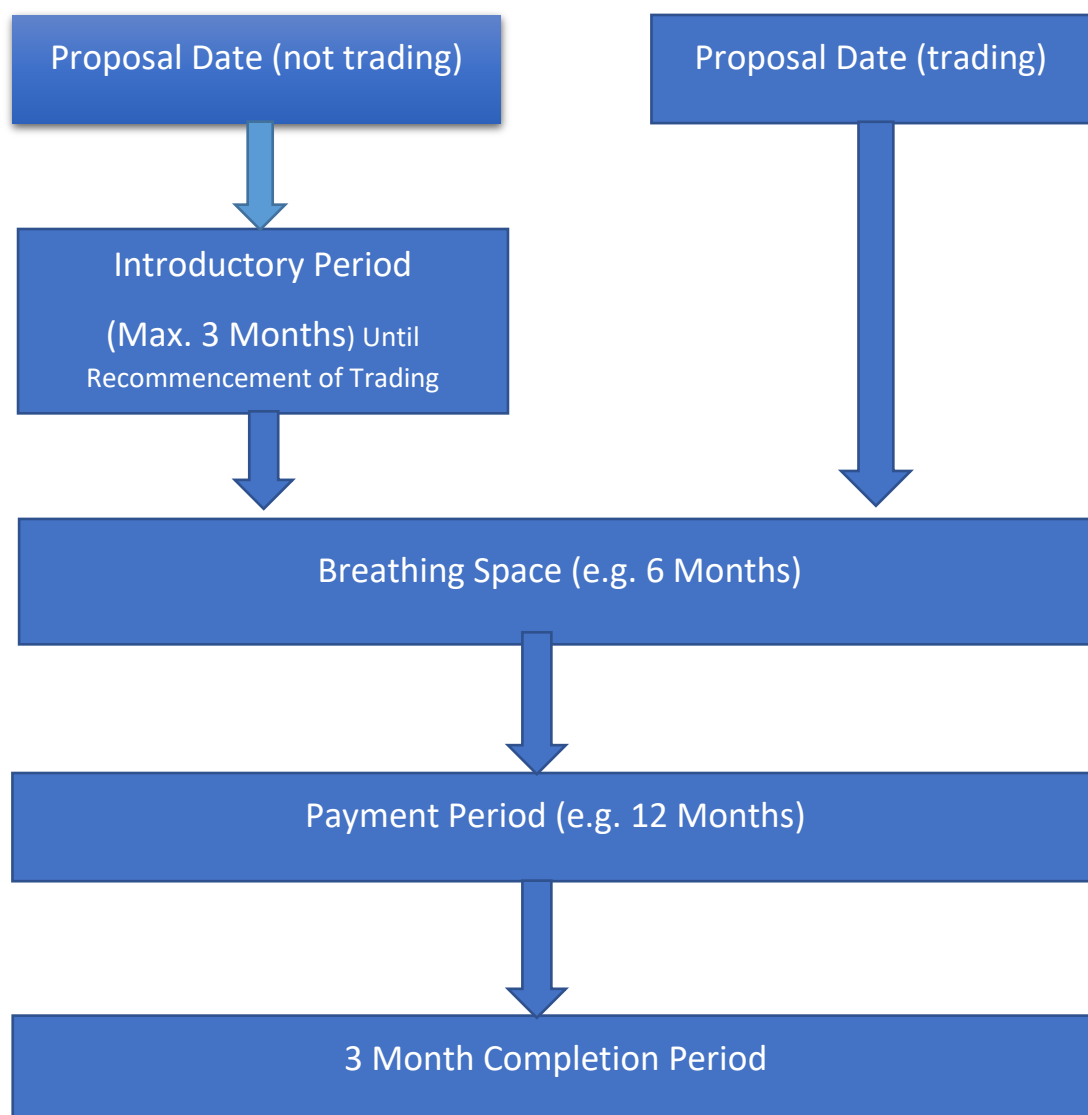 Proposal Date (not trading)
Proposal Date (trading)
Introductory Period
(Max. 3 Months) Until
Recommencement of Trading
Breathing Space (e.g. 6 Months)
Payment Period (e.g. 12 Months)
3 Month Completion Period